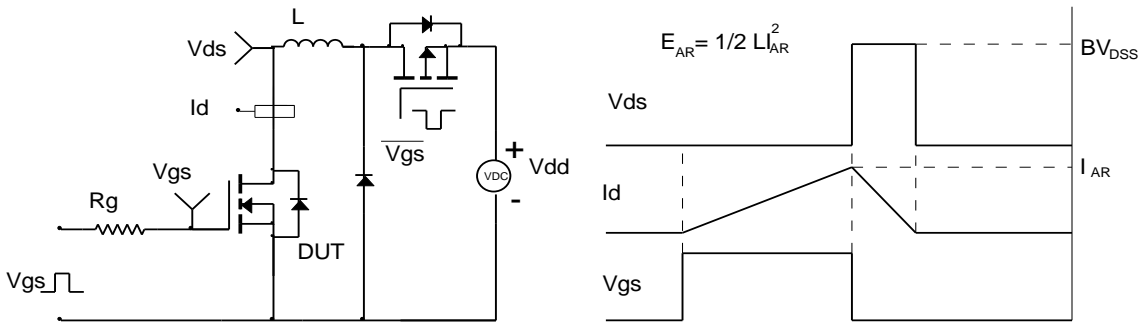 L
Vds
Id
Vgs
Vgs
+
VDC
Vdd
-
Rg
DUT
Vgs
E_AR= 1/2 LI_AR^2
BV_DSS
Vds
I_AR
Id
Vgs